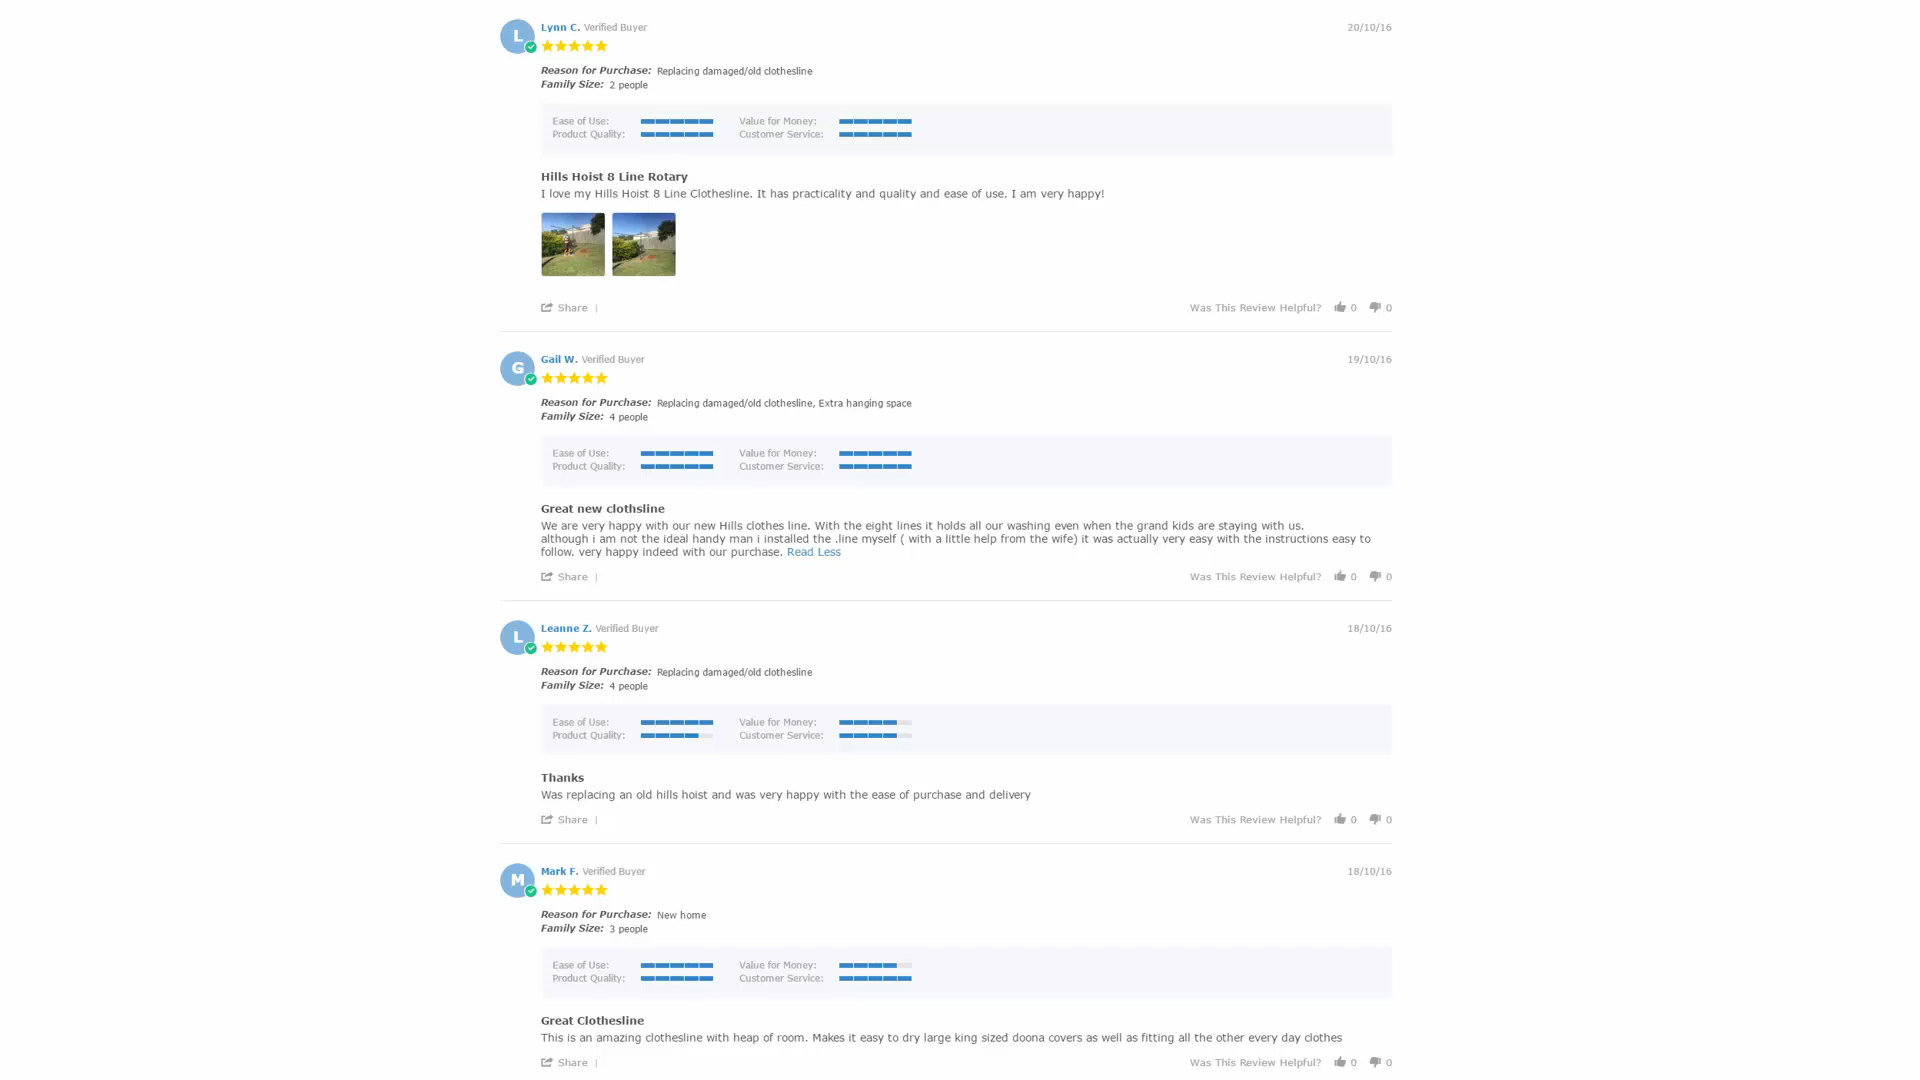 L
Lynn C. Verified Buyer 20/10/16
Reason for Purchase: Replacing damaged/old clothesline
Family Size: 2 people
Ease of Use: Value for Money:
Product Quality: Customer Service:
Hills Hoist 8 Line Rotary
I love my Hills Hoist 8 Line Clothesline. It has practicality and quality and ease of use. I am very happy!
Share | Was This Review Helpful? 0 0
G
Gail W. Verified Buyer 19/10/16
Reason for Purchase: Replacing damaged/old clothesline, Extra hanging space
Family Size: 4 people
Ease of Use: Value for Money:
Product Quality: Customer Service:
Great new clothsline
We are very happy with our new Hills clothes line. With the eight lines it holds all our washing even when the grand kids are staying with us.
although i am not the ideal handy man i installed the .line myself ( with a little help from the wife) it was actually very easy with the instructions easy to
follow. very happy indeed with our purchase. Read Less
Share | Was This Review Helpful? 0 0
L
Leanne Z. Verified Buyer 18/10/16
Reason for Purchase: Replacing damaged/old clothesline
Family Size: 4 people
Ease of Use: Value for Money:
Product Quality: Customer Service:
Thanks
Was replacing an old hills hoist and was very happy with the ease of purchase and delivery
Share | Was This Review Helpful? 0 0
M
Mark F. Verified Buyer 18/10/16
Reason for Purchase: New home
Family Size: 3 people
Ease of Use: Value for Money:
Product Quality: Customer Service:
Great Clothesline
This is an amazing clothesline with heap of room. Makes it easy to dry large king sized doona covers as well as fitting all the other every day clothes
Share | Was This Review Helpful? 0 0